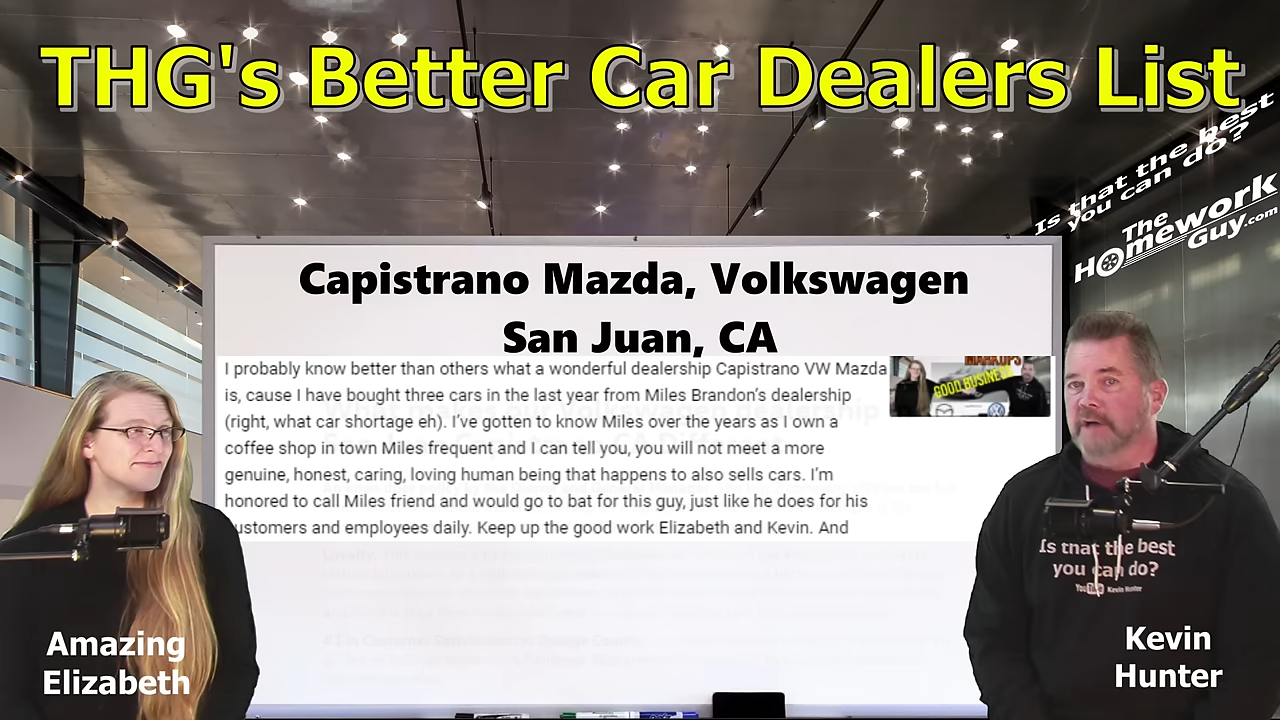 THG's Better Car Dealers List
Is that the best
you can do?
The
Homework
Guy.com
Capistrano Mazda, Volkswagen
San Juan, CA
I probably know better than others what a wonderful dealership Capistrano VW Mazda
is, cause I have bought three cars in the last year from Miles Brandon's dealership
(right, what car shortage eh). I've gotten to know Miles over the years as I own a
coffee shop in town Miles frequent and I can tell you, you will not meet a more
genuine, honest, caring, loving human being that happens to also sells cars. I'm
honored to call Miles friend and would go to bat for this guy, just like he does for his
customers and employees daily. Keep up the good work Elizabeth and Kevin. And
MARKUPS
GOOD BUSINESS
Is that the best
you can do?
YouTube Kevin Hunter
Amazing
Elizabeth
Kevin
Hunter